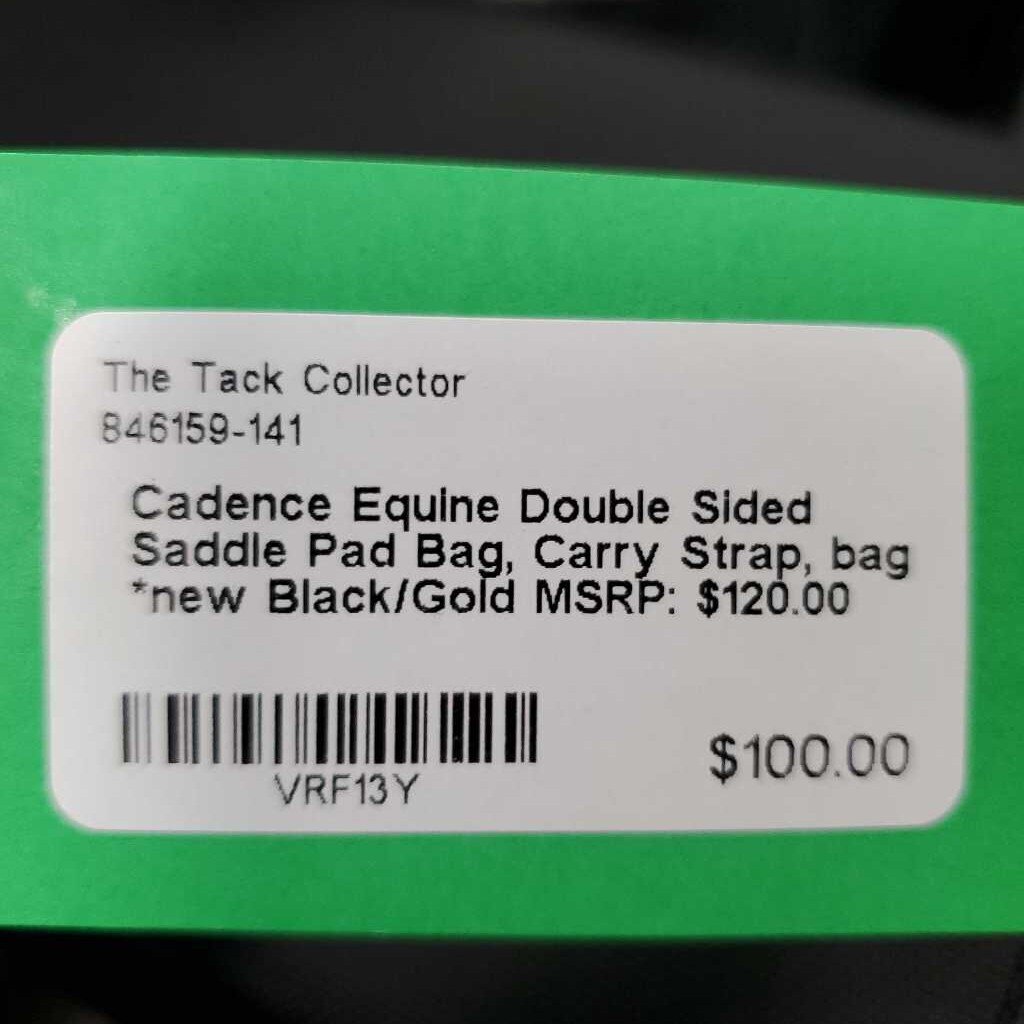 The Tack Collector
846159-141
Cadence Equine Double Sided
Saddle Pad Bag, Carry Strap, bag
*new Black/Gold MSRP: $120.00
VRF13Y
$100.00